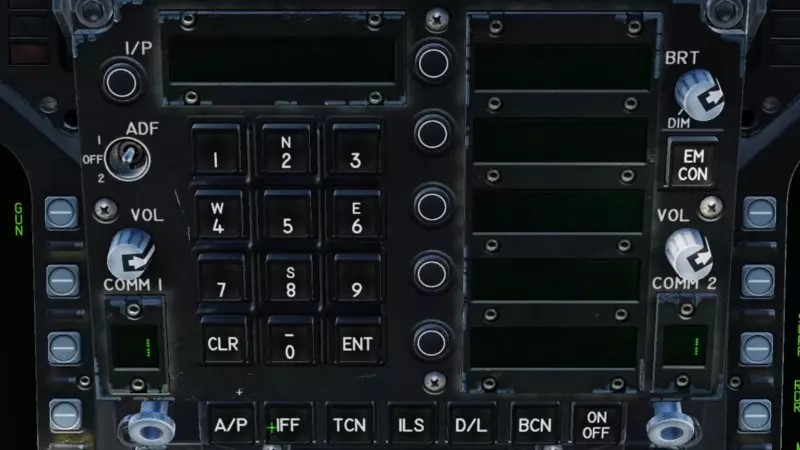 I/P
BRT
ADF
1
OFF
2
DIM
1
N
2
3
EM
CON
GUN
VOL
W
4
5
E
6
VOL
COMM 1
7
S
8
9
COMM 2
CLR
–
0
ENT
A/P
IFF
TCN
ILS
D/L
BCN
ON
OFF